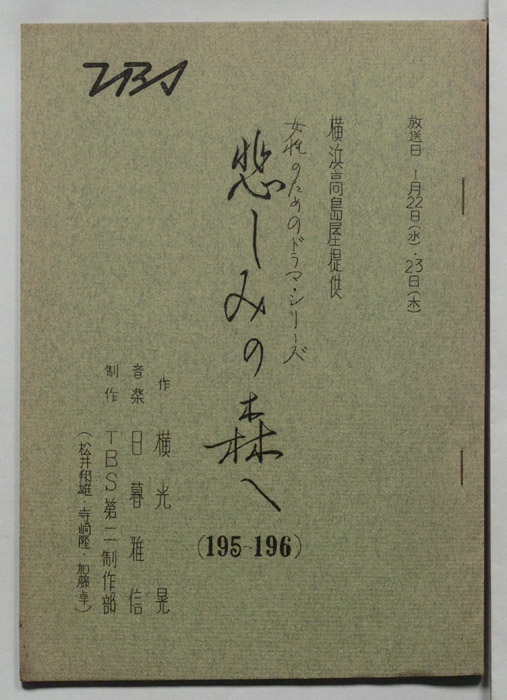 TBS
放送日 1月22日(水)・23日(木)
横浜高島屋提供
女性のためのドラマ・シリーズ
悲しみの森へ
(195~196)
作 横光 晃
音楽 日暮雅信
制作 TBS第二制作部
(松井邦雄・寺崎隆・加藤卓)